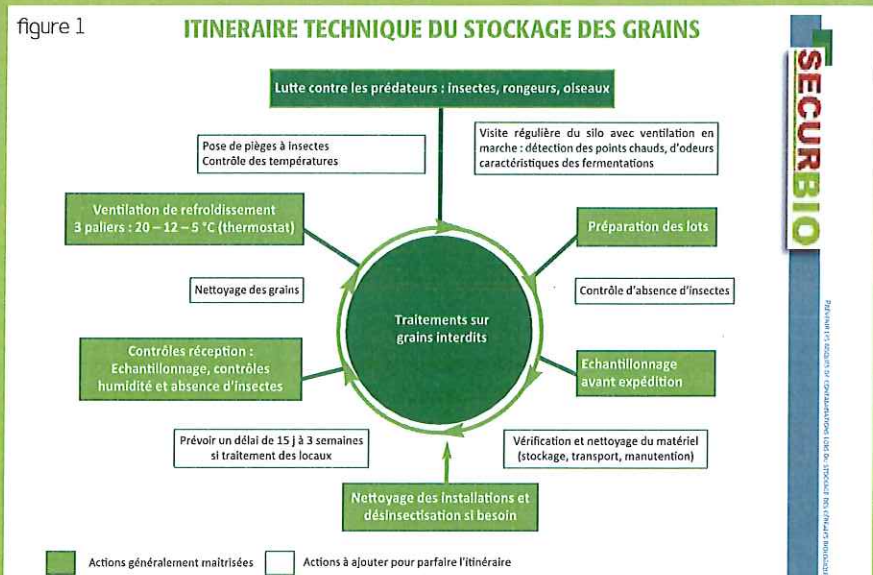 figure 1
ITINERAIRE TECHNIQUE DU STOCKAGE DES GRAINS
SECURBIO
Lutte contre les prédateurs : insectes, rongeurs, oiseaux
Pose de pièges à insectes
Contrôle des températures
Visite régulière du silo avec ventilation en
marche : détection des points chauds, d'odeurs
caractéristiques des fermentations
Ventilation de refroidissement
3 paliers : 20 – 12 – 5 °C (thermostat)
Préparation des lots
Nettoyage des grains
Contrôle d'absence d'insectes
Traitements sur
grains interdits
Contrôles réception :
Echantillonnage, contrôles
humidité et absence d'insectes
Echantillonnage
avant expédition
Prévoir un délai de 15 j à 3 semaines
si traitement des locaux
Vérification et nettoyage du matériel
(stockage, transport, manutention)
Nettoyage des installations et
désinsectisation si besoin
Actions généralement maitrisées
Actions à ajouter pour parfaire l'itinéraire